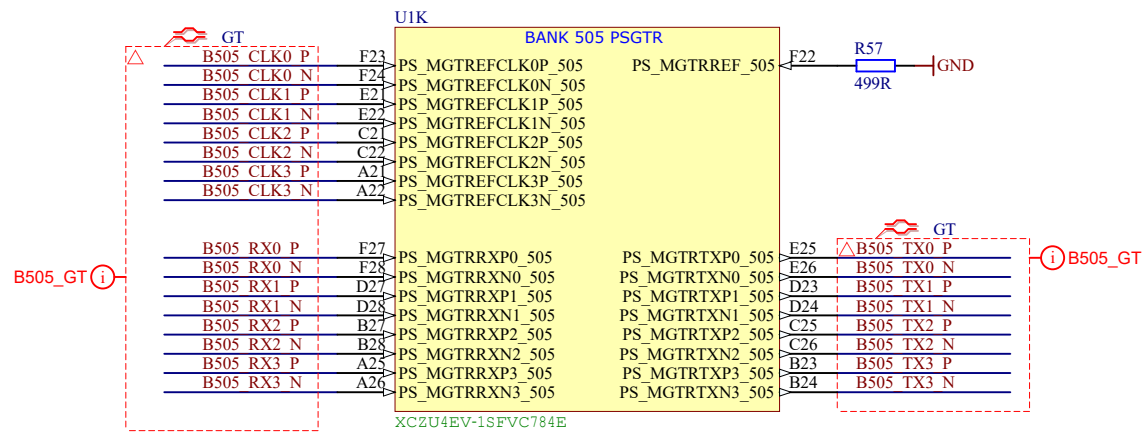 U1K
GT
BANK 505 PSGTR
B505_CLK0_P F23 PS_MGTREFCLK0P_505 PS_MGTRREF_505 F22 R57 GND
499R
B505_CLK0_N F24 PS_MGTREFCLK0N_505
B505_CLK1_P E21 PS_MGTREFCLK1P_505
B505_CLK1_N E22 PS_MGTREFCLK1N_505
B505_CLK2_P C21 PS_MGTREFCLK2P_505
B505_CLK2_N C22 PS_MGTREFCLK2N_505
B505_CLK3_P A21 PS_MGTREFCLK3P_505
B505_CLK3_N A22 PS_MGTREFCLK3N_505
GT
B505_RX0_P F27 PS_MGTRRXP0_505 PS_MGTRTXP0_505 E25 B505_TX0_P
B505_RX0_N F28 PS_MGTRRXN0_505 PS_MGTRTXN0_505 E26 B505_TX0_N
B505_GT i
i B505_GT
B505_RX1_P D27 PS_MGTRRXP1_505 PS_MGTRTXP1_505 D23 B505_TX1_P
B505_RX1_N D28 PS_MGTRRXN1_505 PS_MGTRTXN1_505 D24 B505_TX1_N
B505_RX2_P B27 PS_MGTRRXP2_505 PS_MGTRTXP2_505 C25 B505_TX2_P
B505_RX2_N B28 PS_MGTRRXN2_505 PS_MGTRTXN2_505 C26 B505_TX2_N
B505_RX3_P A25 PS_MGTRRXP3_505 PS_MGTRTXP3_505 B23 B505_TX3_P
B505_RX3_N A26 PS_MGTRRXN3_505 PS_MGTRTXN3_505 B24 B505_TX3_N
XCZU4EV-1SFVC784E